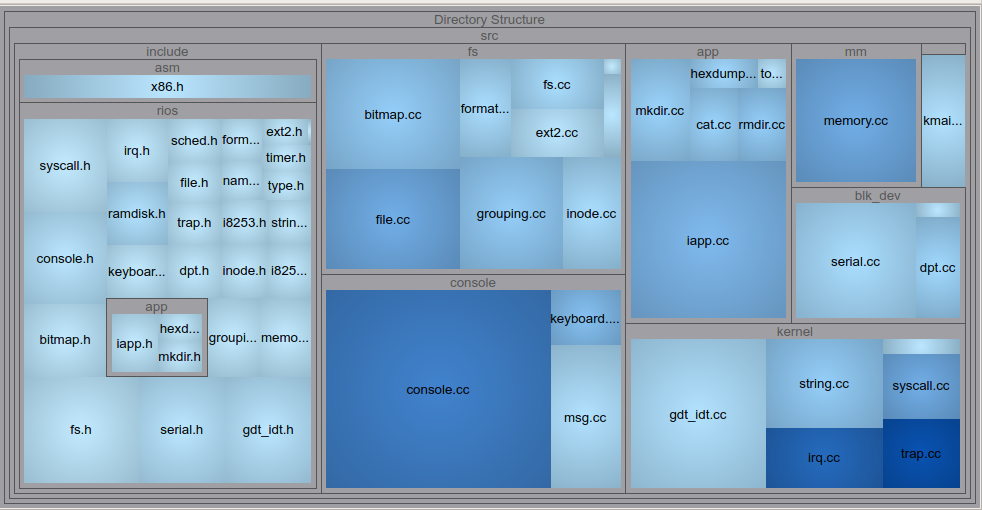 Directory Structure
src
include
asm
x86.h
rios
syscall.h
irq.h
sched.h
form...
ext2.h
timer.h
file.h
nam...
type.h
ramdisk.h
trap.h
i8253.h
strin...
console.h
keyboar...
dpt.h
inode.h
i825...
bitmap.h
app
iapp.h
hexd...
mkdir.h
groupi...
memo...
fs.h
serial.h
gdt_idt.h
fs
bitmap.cc
format...
fs.cc
ext2.cc
file.cc
grouping.cc
inode.cc
console
console.cc
keyboard....
msg.cc
app
mkdir.cc
hexdump...
to...
cat.cc
rmdir.cc
iapp.cc
mm
memory.cc
kmai...
blk_dev
serial.cc
dpt.cc
kernel
gdt_idt.cc
string.cc
irq.cc
syscall.cc
trap.cc